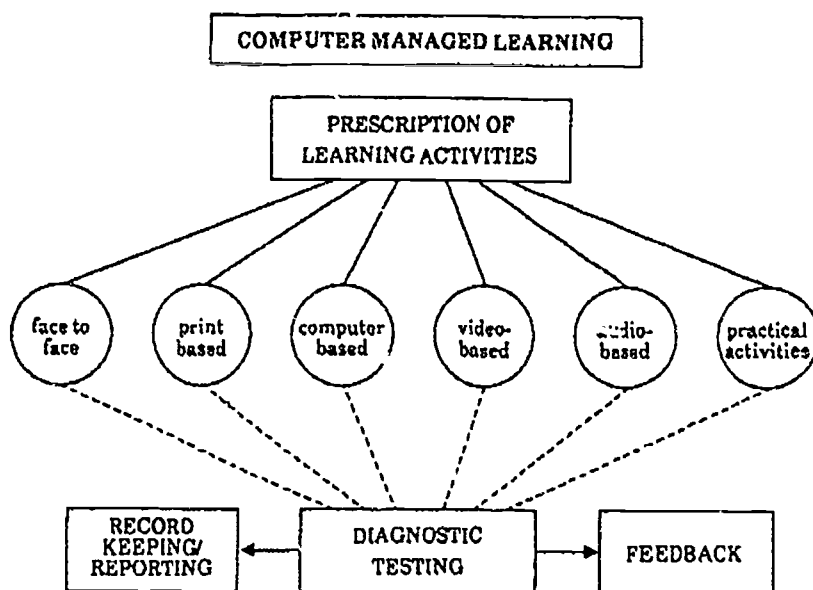 COMPUTER MANAGED LEARNING
PRESCRIPTION OF
LEARNING ACTIVITIES
face to
face
print
based
computer
based
video-
based
audio-
based
practical
activities
RECORD
KEEPING/
REPORTING
DIAGNOSTIC
TESTING
FEEDBACK